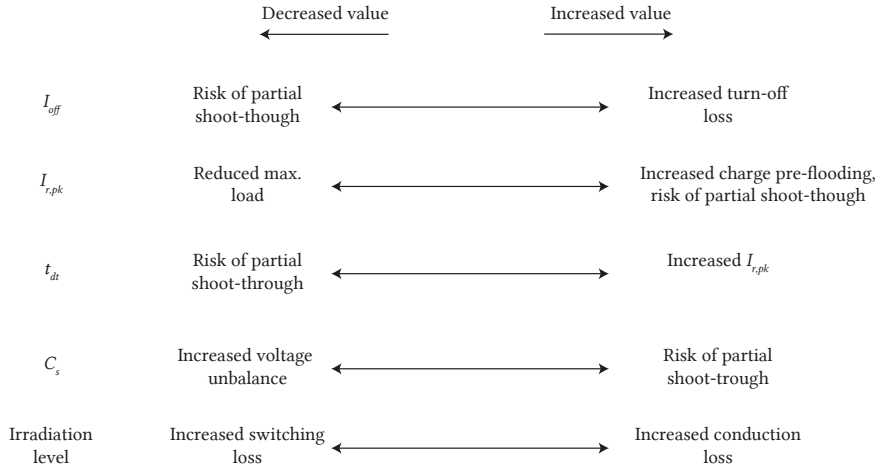 Decreased value
Increased value
I_off
Risk of partial
shoot-though
Increased turn-off
loss
I_r,pk
Reduced max.
load
Increased charge pre-flooding,
risk of partial shoot-though
t_dt
Risk of partial
shoot-through
Increased I_r,pk
C_s
Increased voltage
unbalance
Risk of partial
shoot-trough
Irradiation
level
Increased switching
loss
Increased conduction
loss